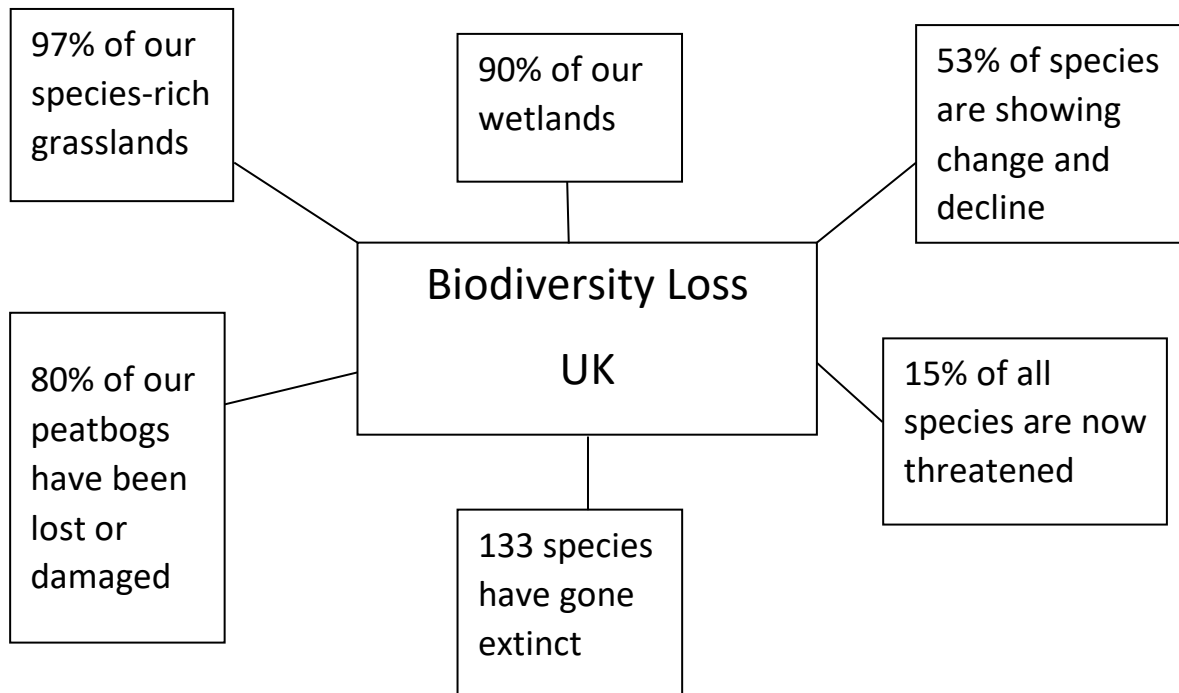 97% of our
species-rich
grasslands
90% of our
wetlands
53% of species
are showing
change and
decline
Biodiversity Loss
UK
80% of our
peatbogs
have been
lost or
damaged
15% of all
species are now
threatened
133 species
have gone
extinct